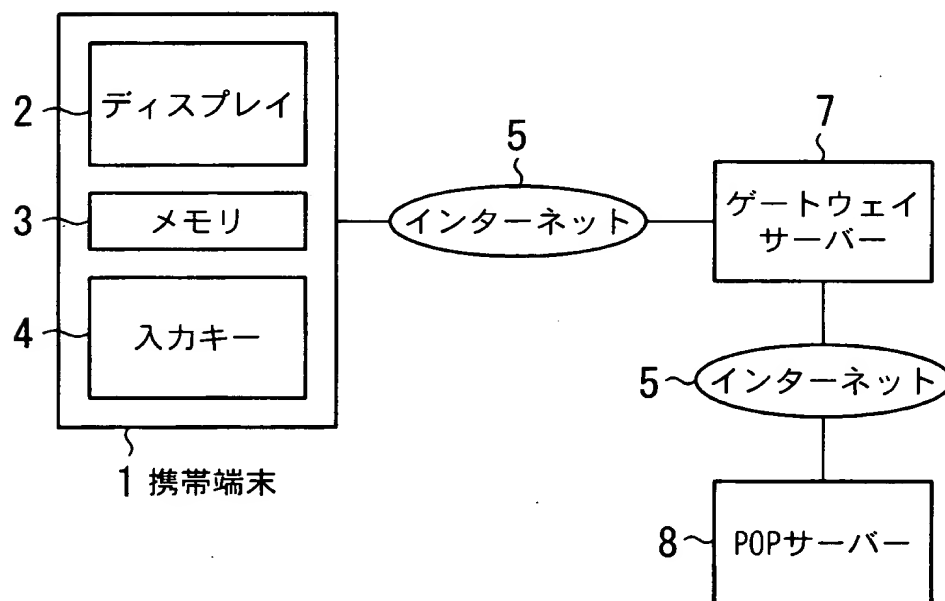 2 ディスプレイ
3 メモリ
4 入力キー
1 携帯端末
5
インターネット
7
ゲートウェイ
サーバー
5 インターネット
8 POPサーバー